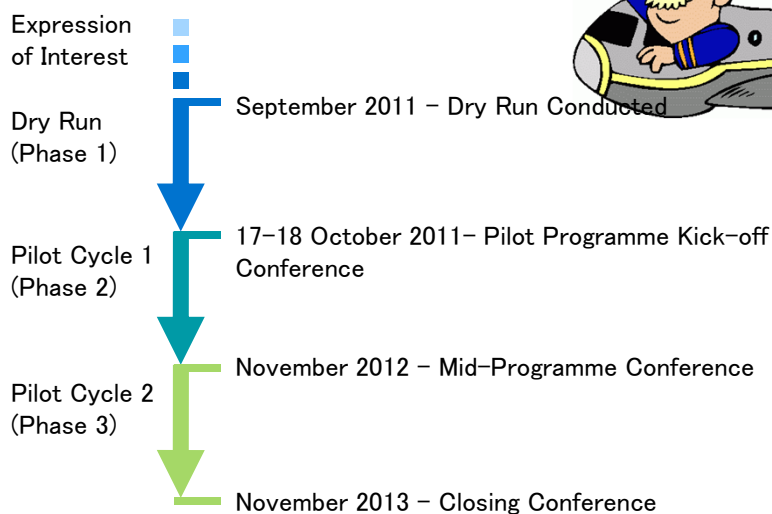 Expression
of Interest
Dry Run
(Phase 1)
September 2011 - Dry Run Conducted
Pilot Cycle 1
(Phase 2)
17-18 October 2011- Pilot Programme Kick-off
Conference
Pilot Cycle 2
(Phase 3)
November 2012 - Mid-Programme Conference
November 2013 - Closing Conference